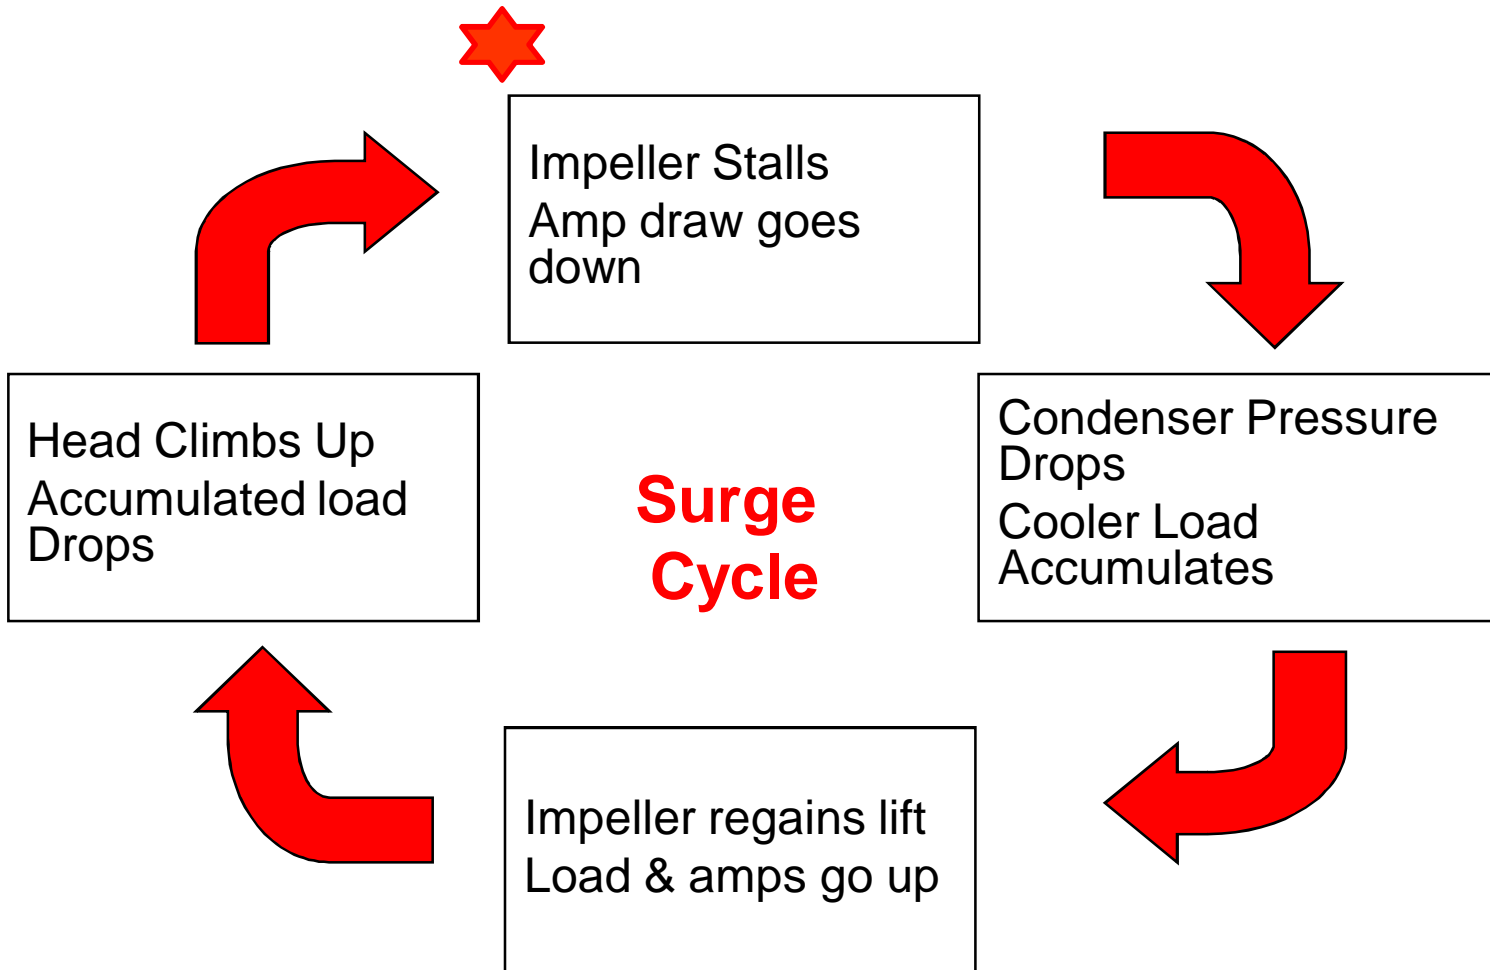 Impeller Stalls
Amp draw goes
down
Condenser Pressure
Drops
Cooler Load
Accumulates
Impeller regains lift
Load & amps go up
Head Climbs Up
Accumulated load
Drops
Surge
Cycle